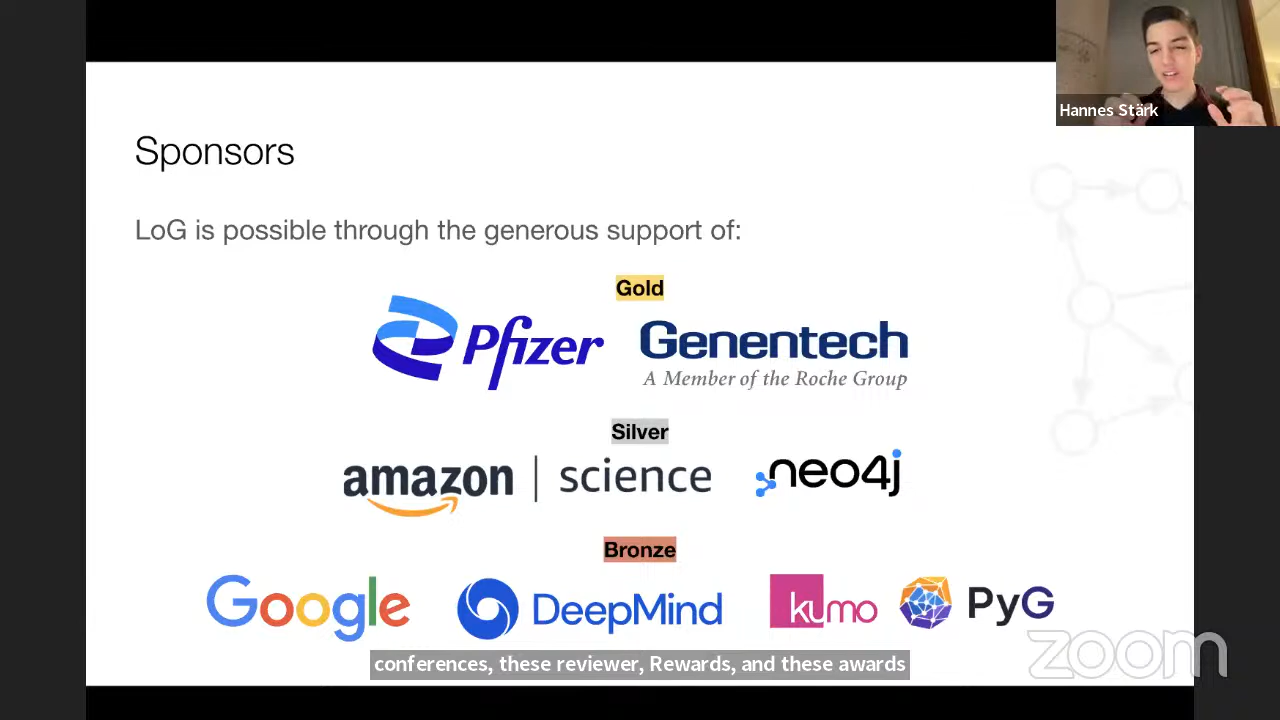 Hannes Stärk
Sponsors
LoG is possible through the generous support of:
Gold
Pfizer
Genentech
A Member of the Roche Group
Silver
amazon | science
neo4j
Bronze
Google
DeepMind
kumo
PyG
zoom
conferences, these reviewer, Rewards, and these awards